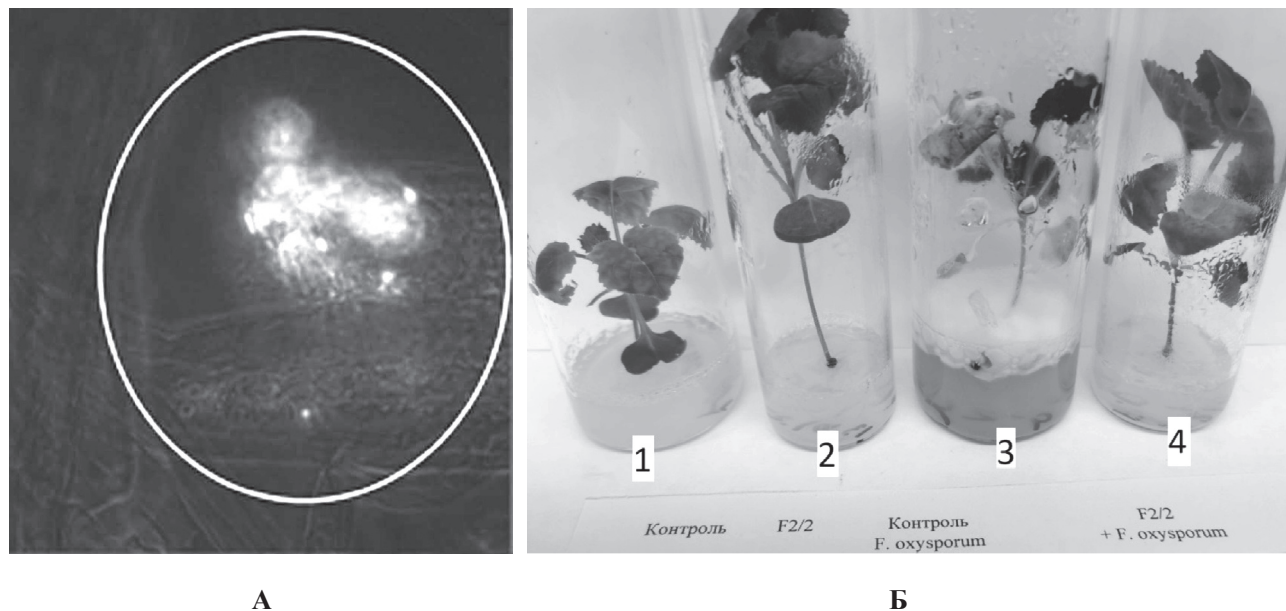 1
2
3
4
Контроль
F2/2
Контроль
F. oxysporum
F2/2
+ F. oxysporum
А
Б